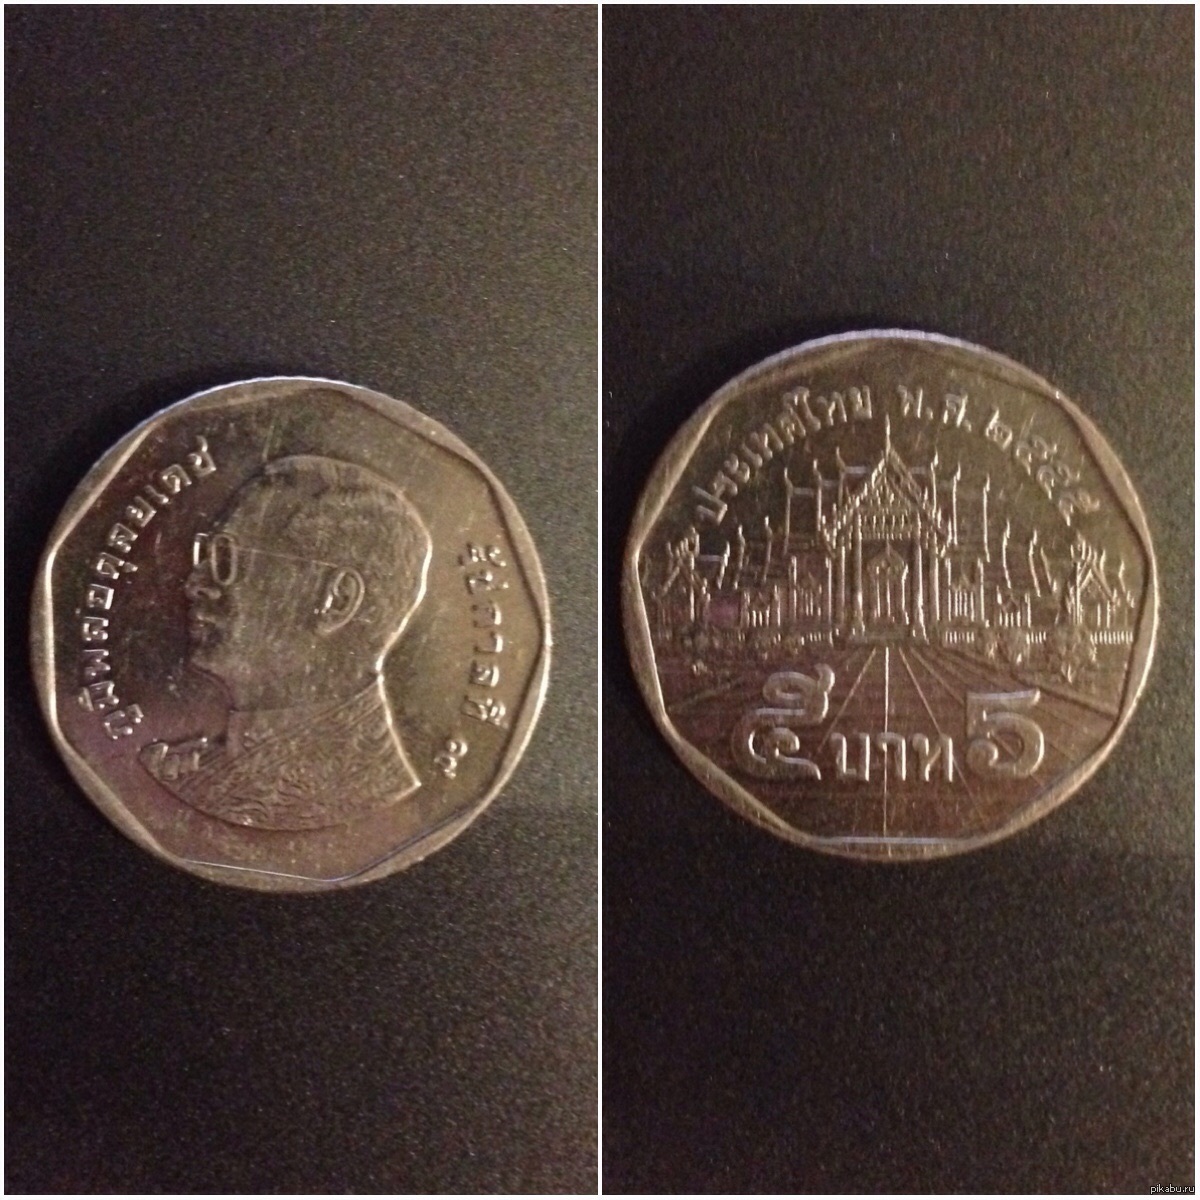 ภูมิพลอดุลยเดช
รัชกาลที่ ๙
ประเทศไทย พ.ศ. ๒๕๕๕
๕ บาท 5
pikabu.ru